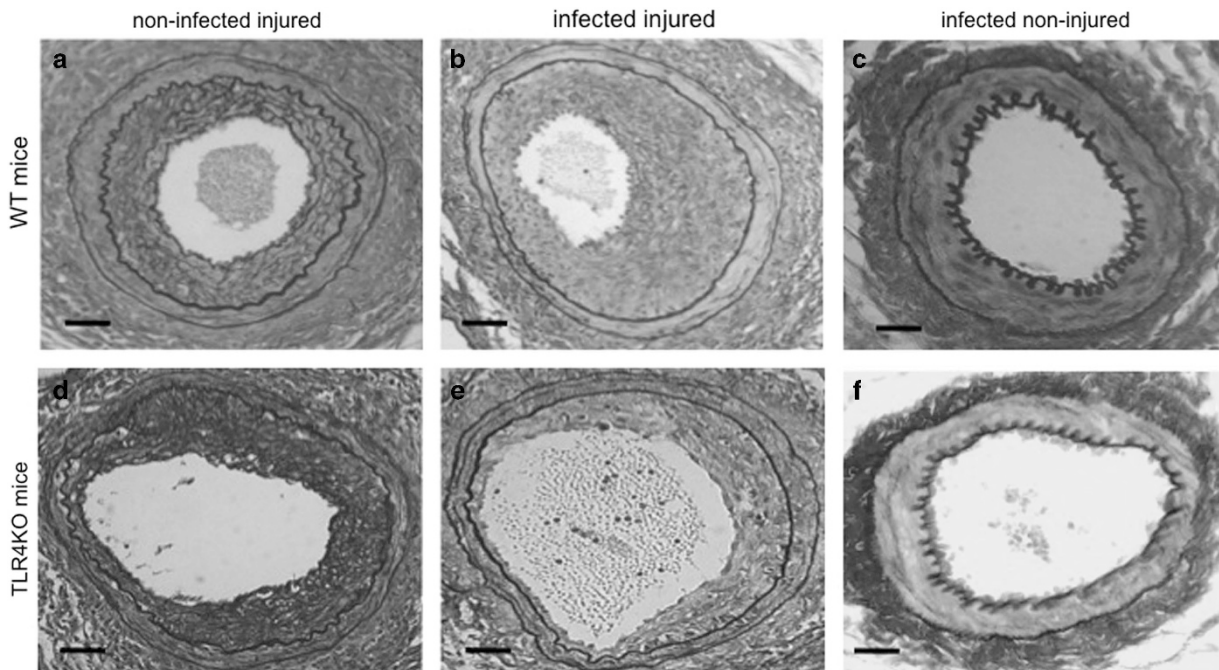 non-infected injured
infected injured
infected non-injured
WT mice
a
b
c
TLR4KO mice
d
e
f